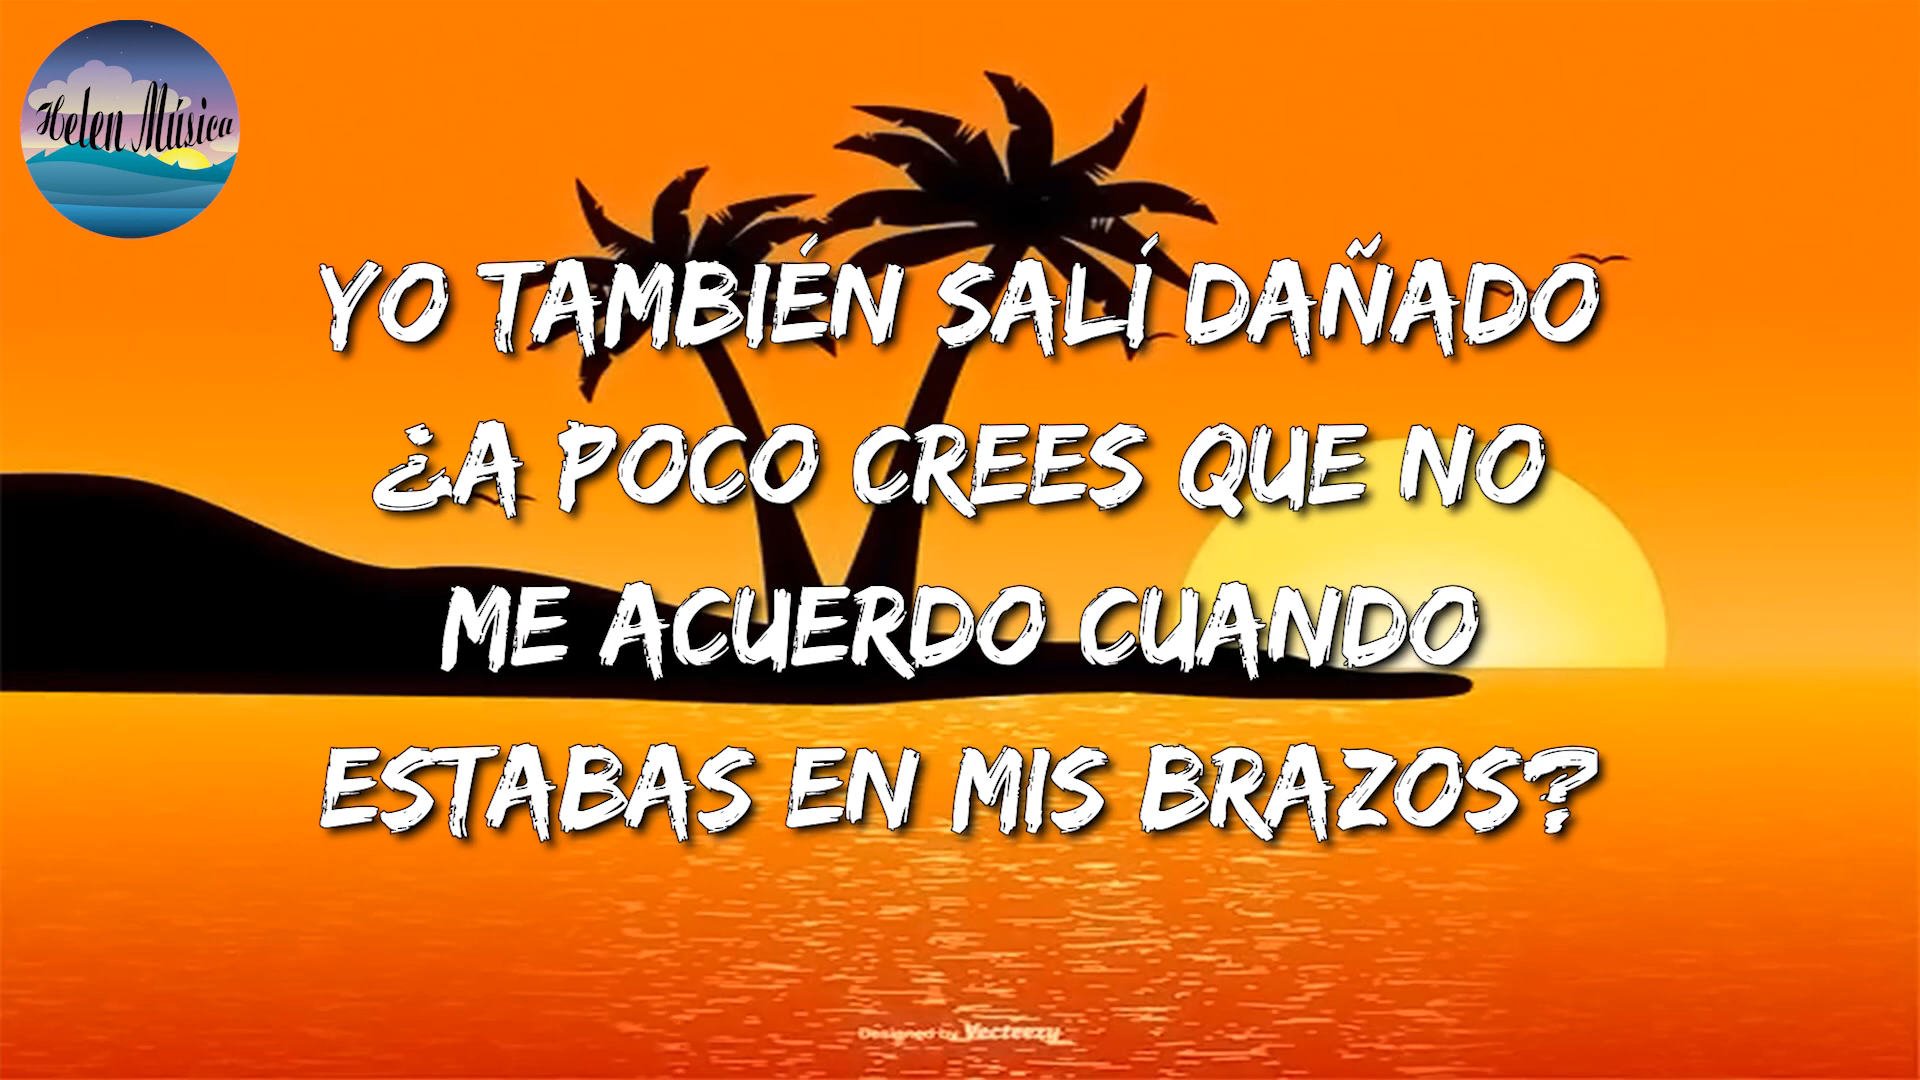 Helen Música
YO TAMBIÉN SALÍ DAÑADO
¿A POCO CREES QUE NO
ME ACUERDO CUANDO
ESTABAS EN MIS BRAZOS?
Designed by Vecteezy